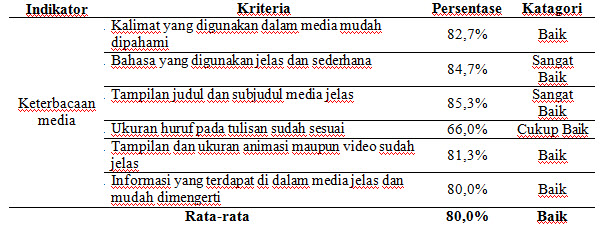 Indikator Kriteria Persentase Katagori
Kalimat yang digunakan dalam media mudah
dipahami
82,7% Baik
Bahasa yang digunakan jelas dan sederhana
84,7% Sangat
Baik
Tampilan judul dan subjudul media jelas
85,3% Sangat
Baik
Keterbacaan
media
Ukuran huruf pada tulisan sudah sesuai 66,0% Cukup Baik
Tampilan dan ukuran animasi maupun video sudah
jelas
81,3% Baik
Informasi yang terdapat di dalam media jelas dan
mudah dimengerti
80,0% Baik
Rata-rata 80,0% Baik